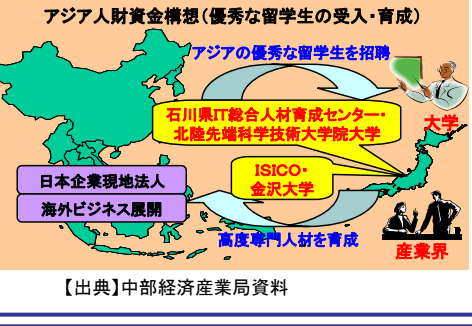 アジア人財資金構想(優秀な留学生の受入・育成)
アジアの優秀な留学生を招聘
大学
石川県IT総合人材育成センター・
北陸先端科学技術大学院大学
ISICO・
金沢大学
日本企業現地法人
海外ビジネス展開
高度専門人材を育成
産業界
【出典】中部経済産業局資料